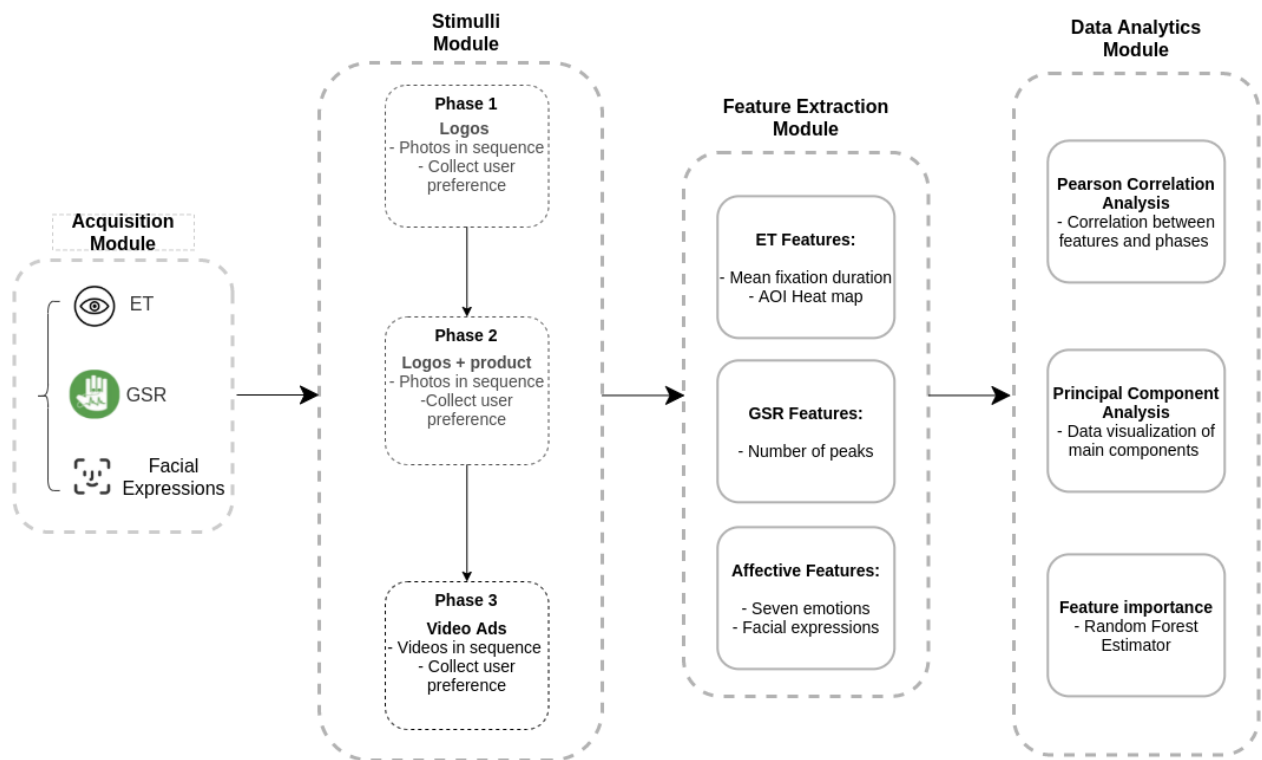 Acquisition
Module
ET
GSR
Facial
Expressions
Stimulli
Module
Phase 1
Logos
- Photos in sequence
- Collect user
preference
Phase 2
Logos + product
- Photos in sequence
-Collect user
preference
Phase 3
Video Ads
- Videos in sequence
- Collect user
preference
Feature Extraction
Module
ET Features:
- Mean fixation duration
- AOI Heat map
GSR Features:
- Number of peaks
Affective Features:
- Seven emotions
- Facial expressions
Data Analytics
Module
Pearson Correlation
Analysis
- Correlation between
features and phases
Principal Component
Analysis
- Data visualization of
main components
Feature importance
- Random Forest
Estimator